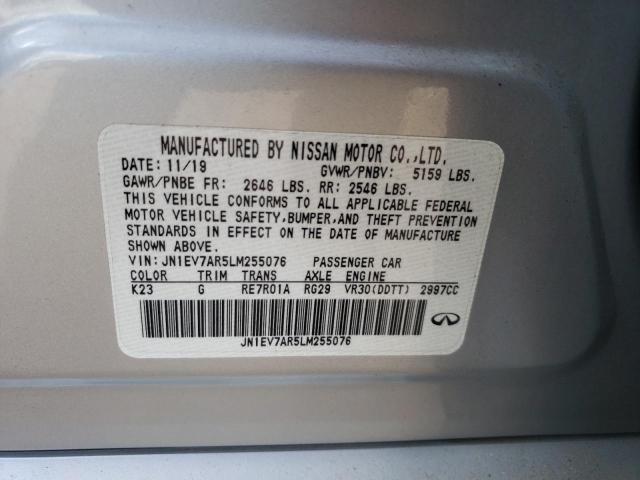 MANUFACTURED BY NISSAN MOTOR CO.,LTD.
DATE: 11/19 GVWR/PNBV: 5159 LBS.
GAWR/PNBE FR: 2646 LBS. RR: 2546 LBS.
THIS VEHICLE CONFORMS TO ALL APPLICABLE FEDERAL
MOTOR VEHICLE SAFETY,BUMPER,AND THEFT PREVENTION
STANDARDS IN EFFECT ON THE DATE OF MANUFACTURE
SHOWN ABOVE.
VIN: JN1EV7AR5LM255076 PASSENGER CAR
COLOR TRIM TRANS AXLE ENGINE
K23 G RE7R01A RG29 VR30(DDTT) 2997CC
JN1EV7AR5LM255076